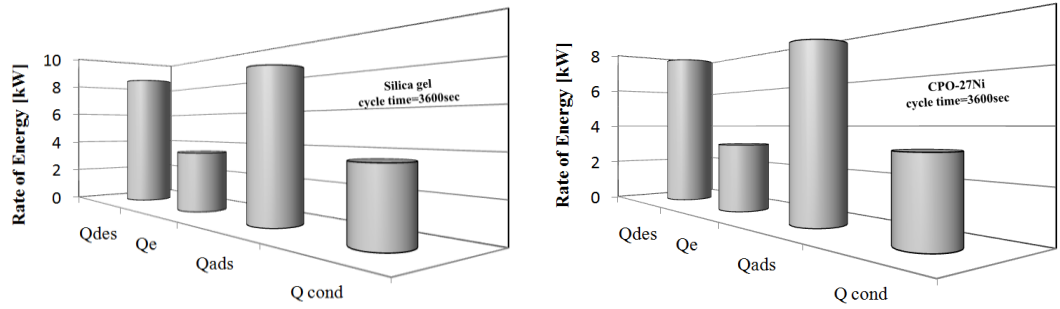 Rate of Energy [kW]
10
8
6
4
2
0
Silica gel
cycle time=3600sec
Qdes
Qe
Qads
Q cond
Rate of Energy [kW]
8
6
4
2
0
CPO-27Ni
cycle time=3600sec
Qdes
Qe
Qads
Q cond